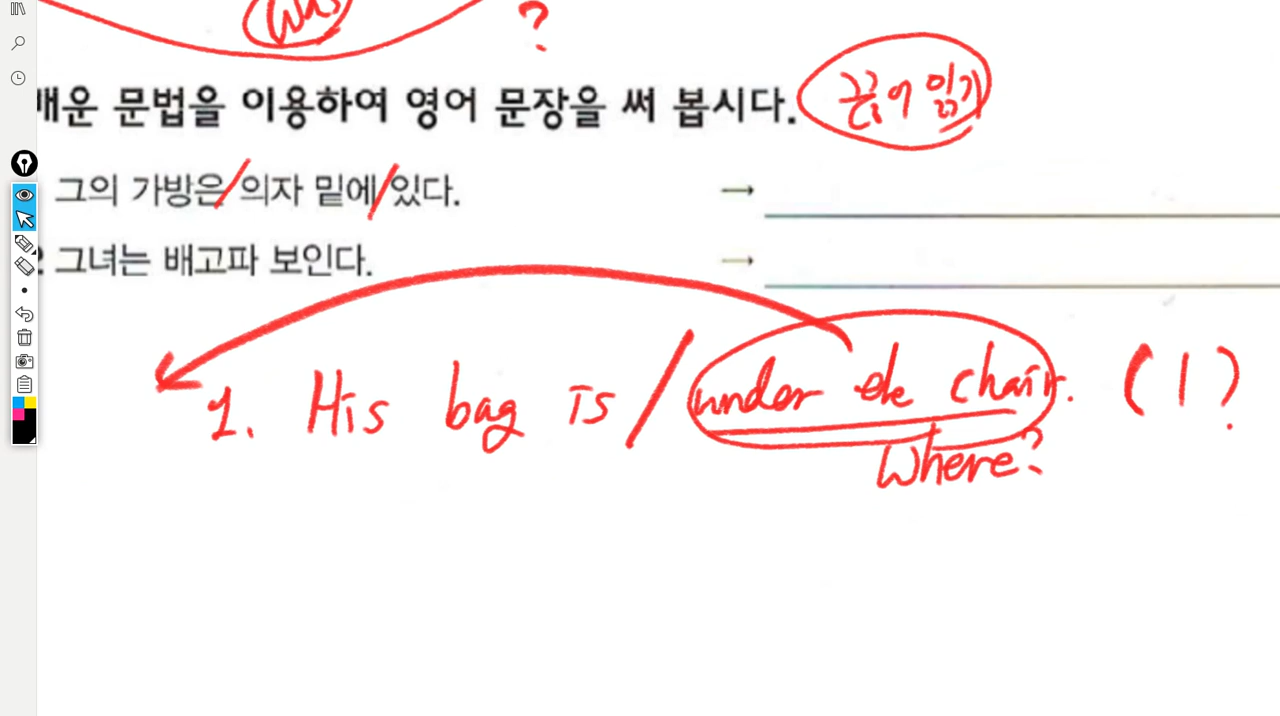 ?
배운 문법을 이용하여 영어 문장을 써 봅시다. 끊어 읽기
그의 가방은/의자 밑에/있다. →
2 그녀는 배고파 보인다. →
1. His bag is / under the chair. (1)
Where?